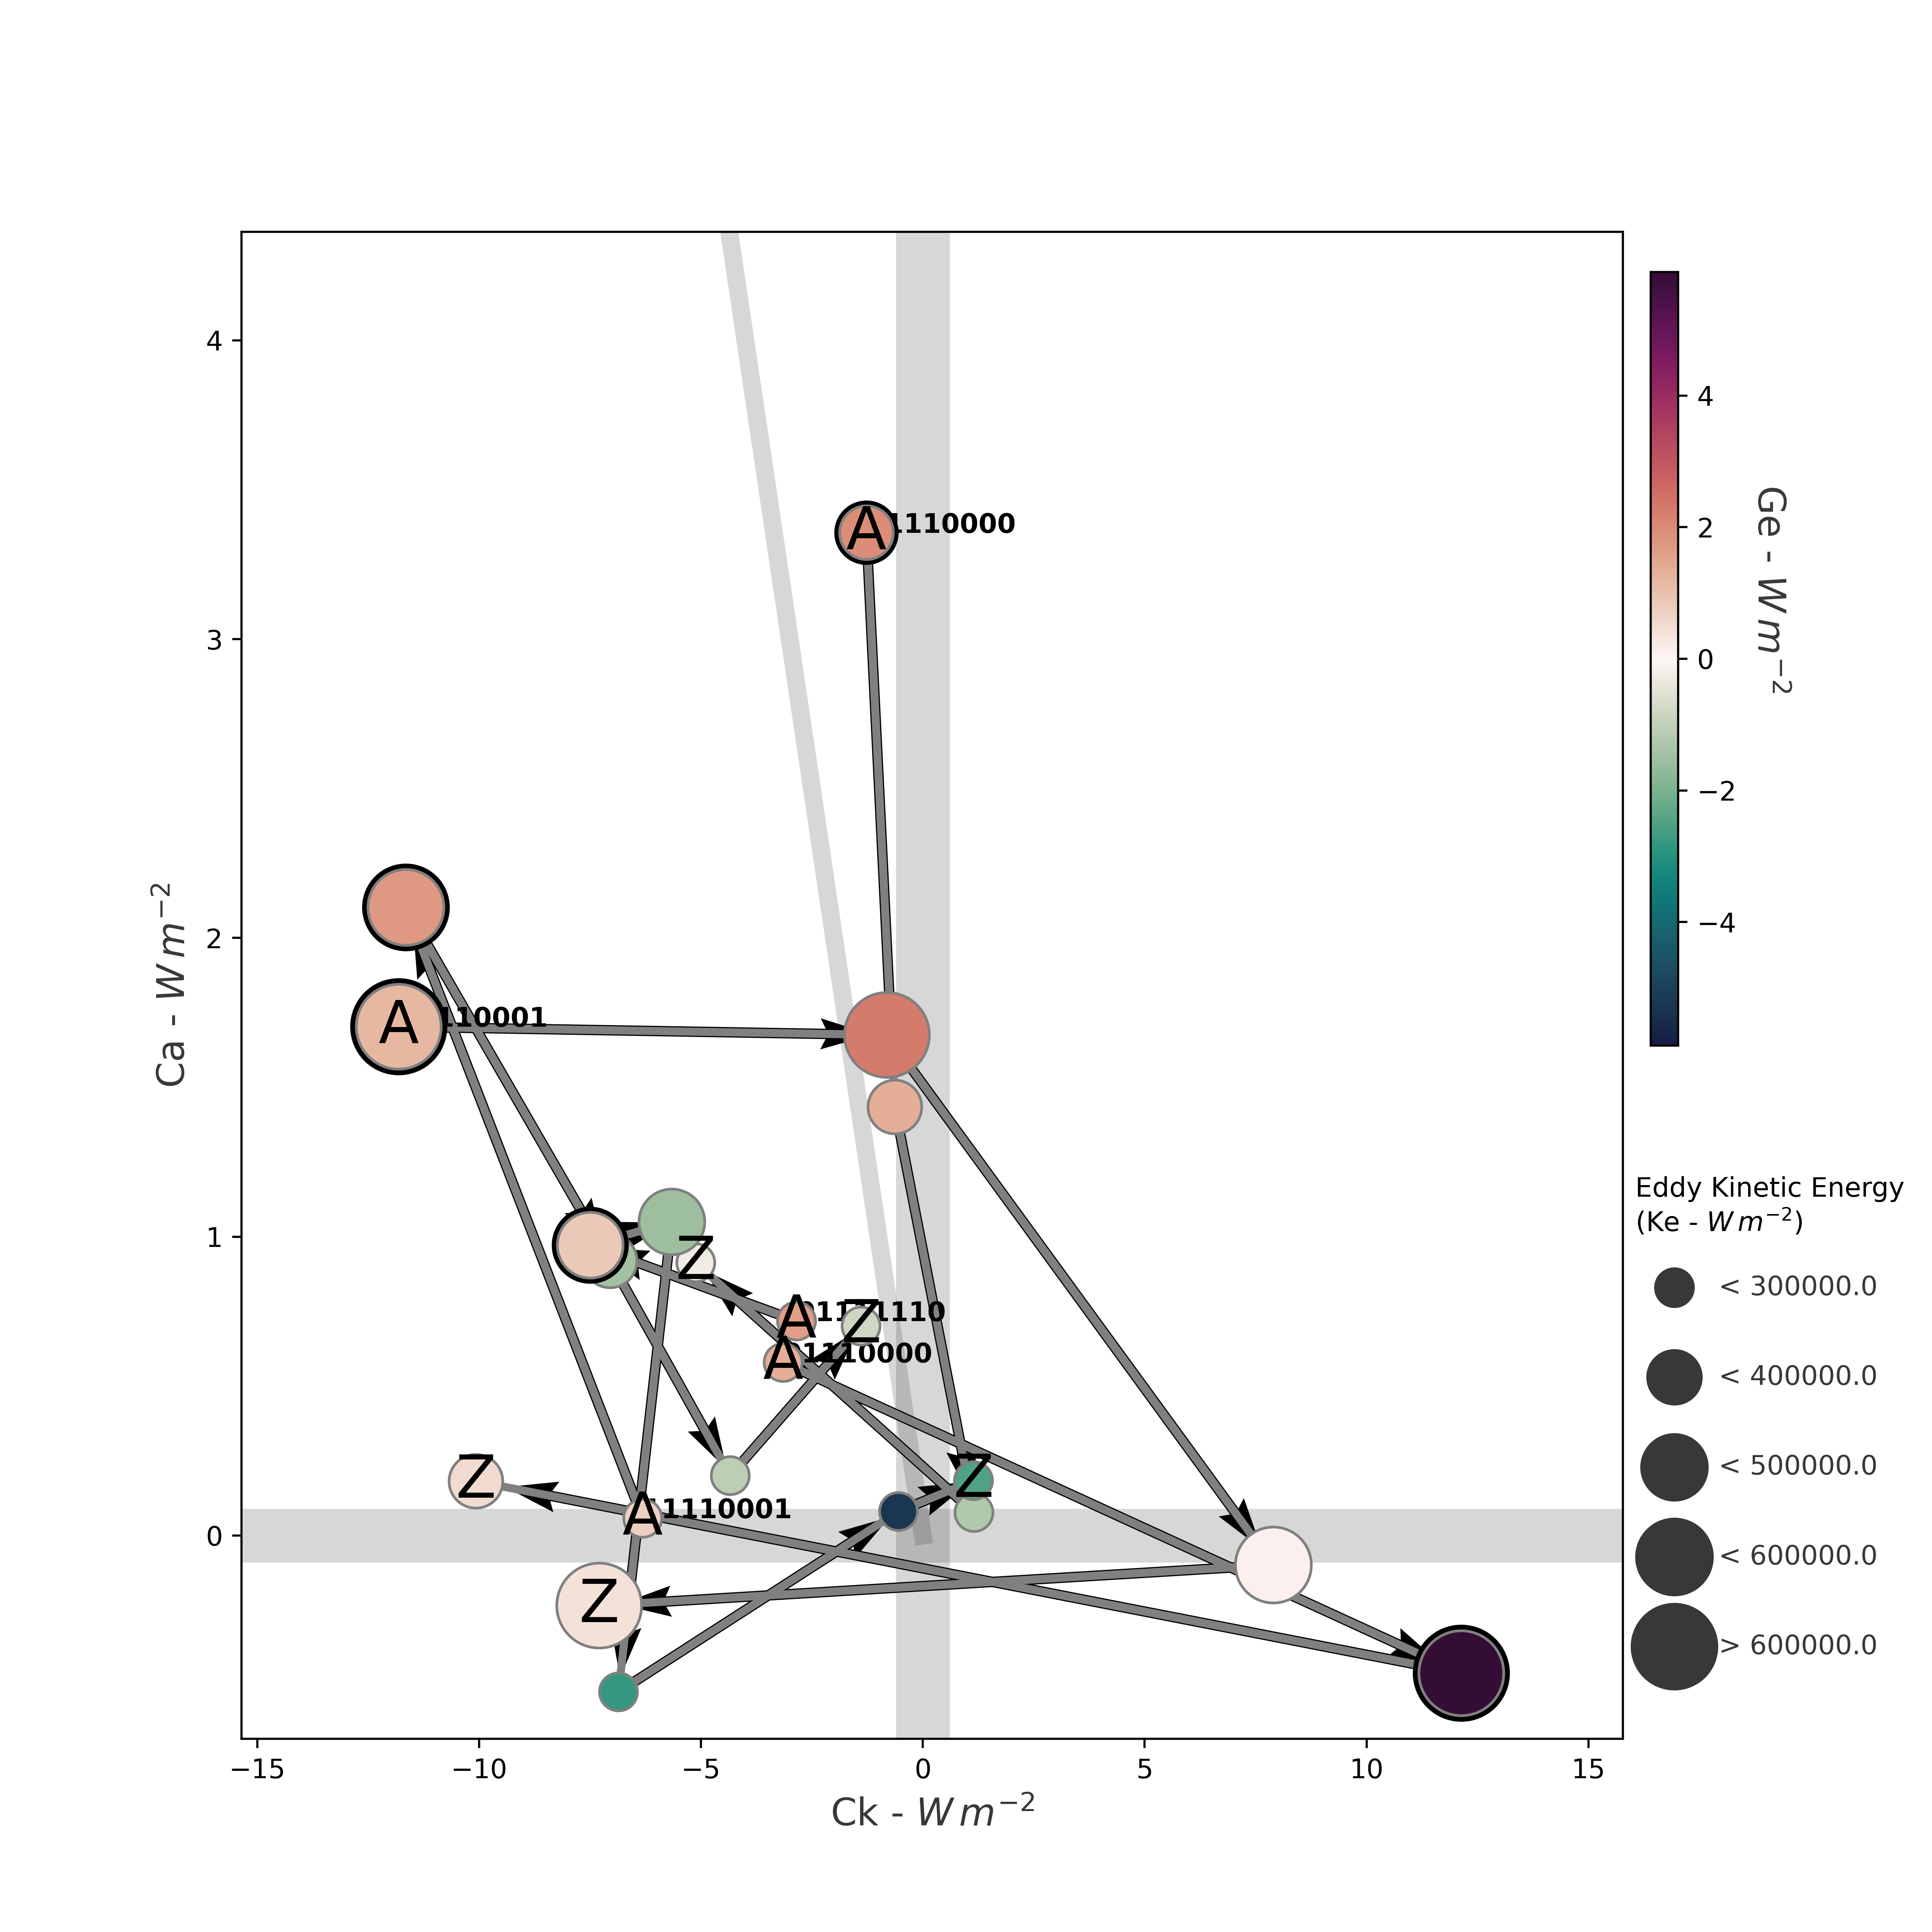 4
3
2
1
0
Ca - W m⁻²
−15
−10
−5
0
5
10
15
Ck - W m⁻²
A 1110000
A 110001
Z
A
Z
A 1110000
Z
Z
A 11110001
Z
4
2
0
−2
−4
Ge - W m⁻²
Eddy Kinetic Energy
(Ke - W m⁻²)
< 300000.0
< 400000.0
< 500000.0
< 600000.0
> 600000.0